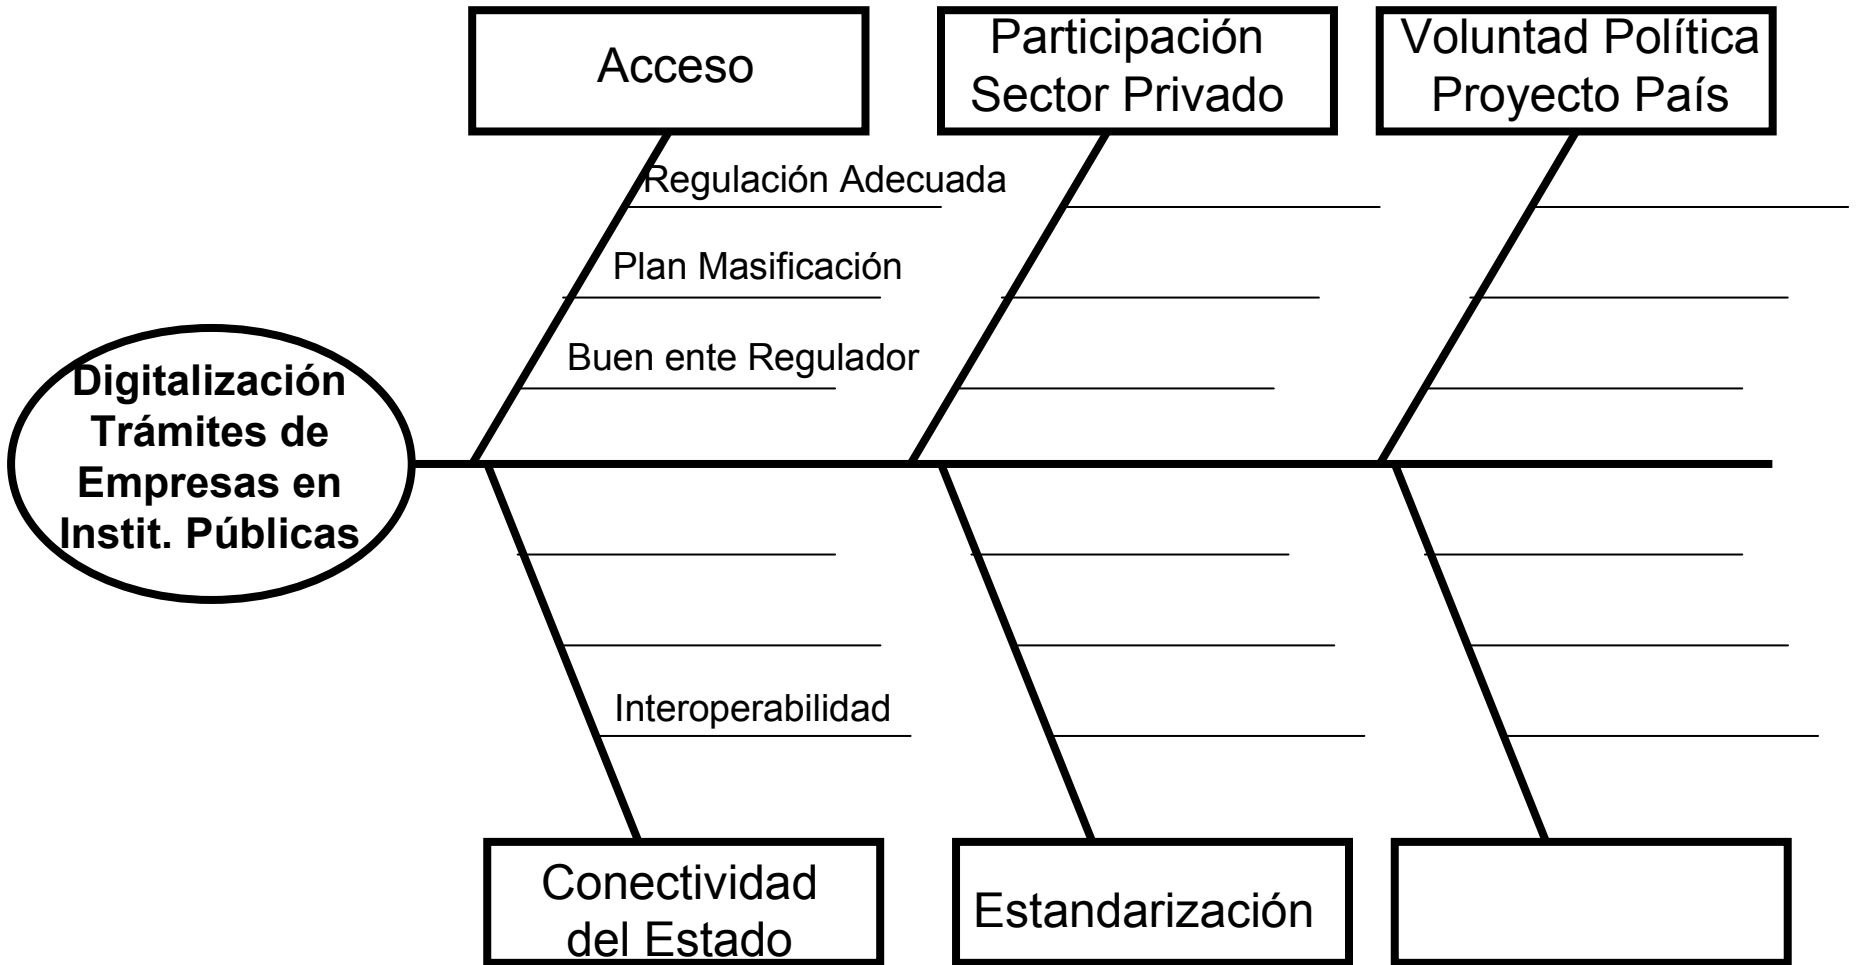 Acceso
Participación
Sector Privado
Voluntad Política
Proyecto País
Regulación Adecuada
Plan Masificación
Buen ente Regulador
Digitalización
Trámites de
Empresas en
Instit. Públicas
Interoperabilidad
Conectividad
del Estado
Estandarización